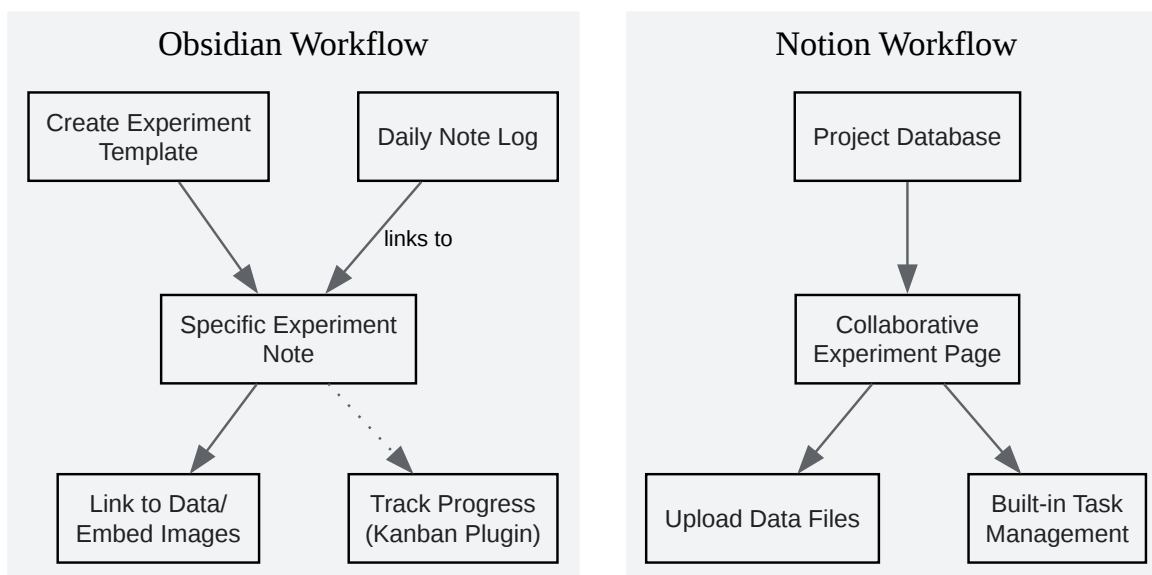 Obsidian Workflow
Create Experiment
Template
Daily Note Log
links to
Specific Experiment
Note
Link to Data/
Embed Images
Track Progress
(Kanban Plugin)
Notion Workflow
Project Database
Collaborative
Experiment Page
Upload Data Files
Built-in Task
Management